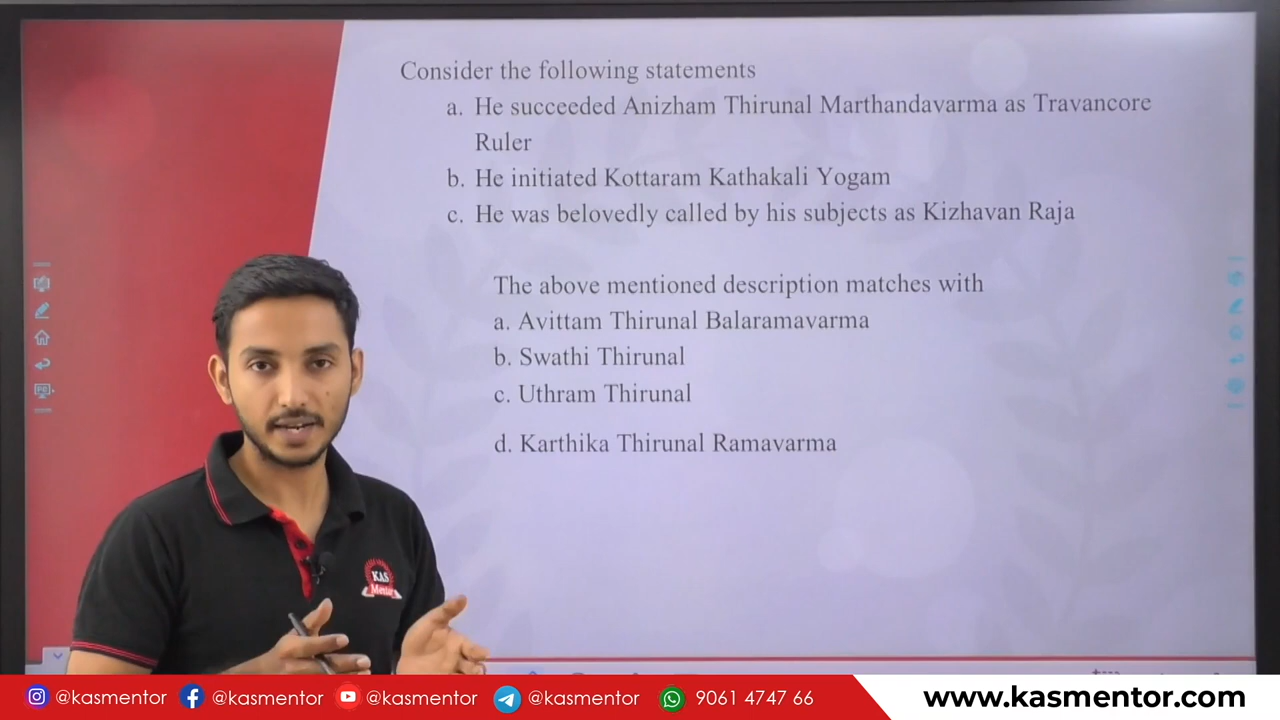 Consider the following statements
a. He succeeded Anizham Thirunal Marthandavarma as Travancore
Ruler
b. He initiated Kottaram Kathakali Yogam
c. He was belovedly called by his subjects as Kizhavan Raja
The above mentioned description matches with
a. Avittam Thirunal Balaramavarma
b. Swathi Thirunal
c. Uthram Thirunal
d. Karthika Thirunal Ramavarma
KAS
Mentor
@kasmentor @kasmentor @kasmentor @kasmentor 9061 4747 66 www.kasmentor.com